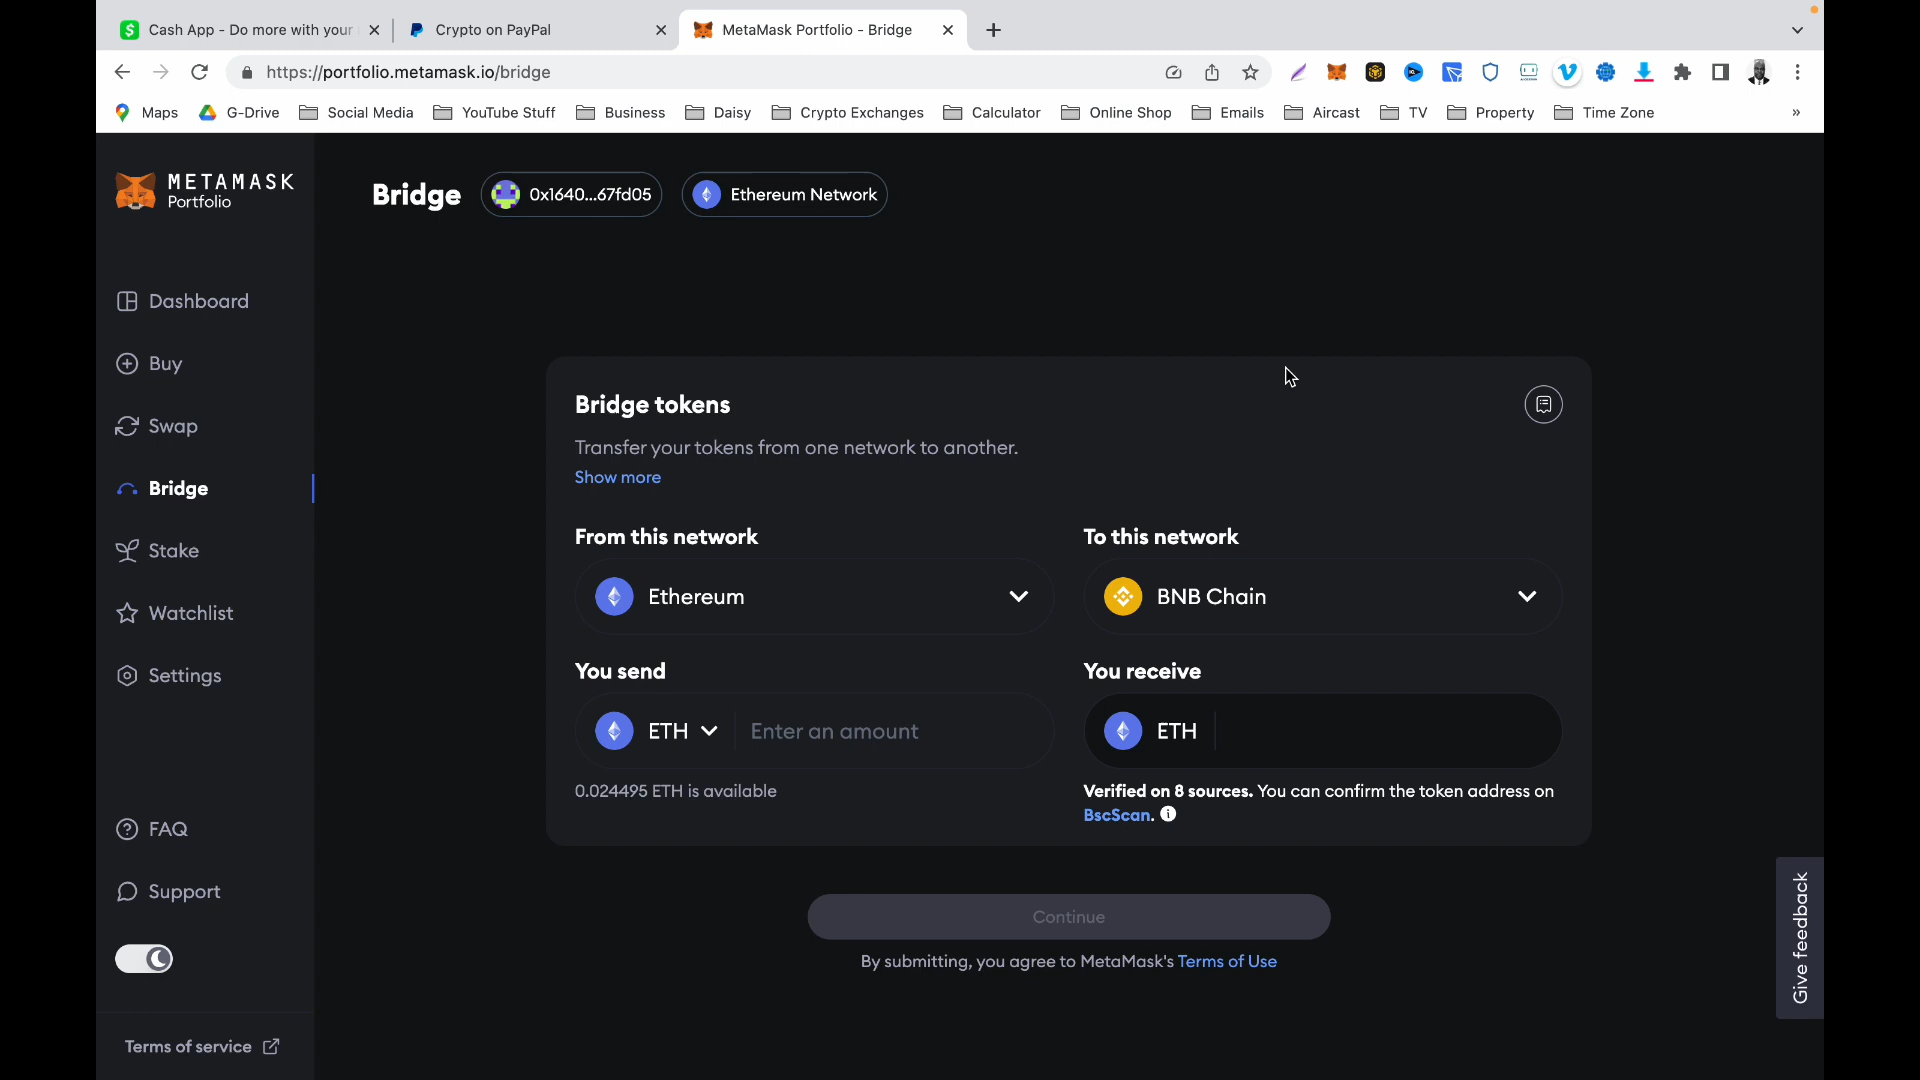 Cash App - Do more with your
Crypto on PayPal
MetaMask Portfolio - Bridge
https://portfolio.metamask.io/bridge
Maps
G-Drive
Social Media
YouTube Stuff
Business
Daisy
Crypto Exchanges
Calculator
Online Shop
Emails
Aircast
TV
Property
Time Zone
»
METAMASK
Portfolio
Bridge
0x1640...67fd05
Ethereum Network
Dashboard
Buy
Swap
Bridge
Stake
Watchlist
Settings
FAQ
Support
Terms of service
Bridge tokens
Transfer your tokens from one network to another.
Show more
From this network
Ethereum
To this network
BNB Chain
You send
ETH
Enter an amount
0.024495 ETH is available
You receive
ETH
Verified on 8 sources. You can confirm the token address on
BscScan.
Continue
By submitting, you agree to MetaMask's Terms of Use
Give feedback